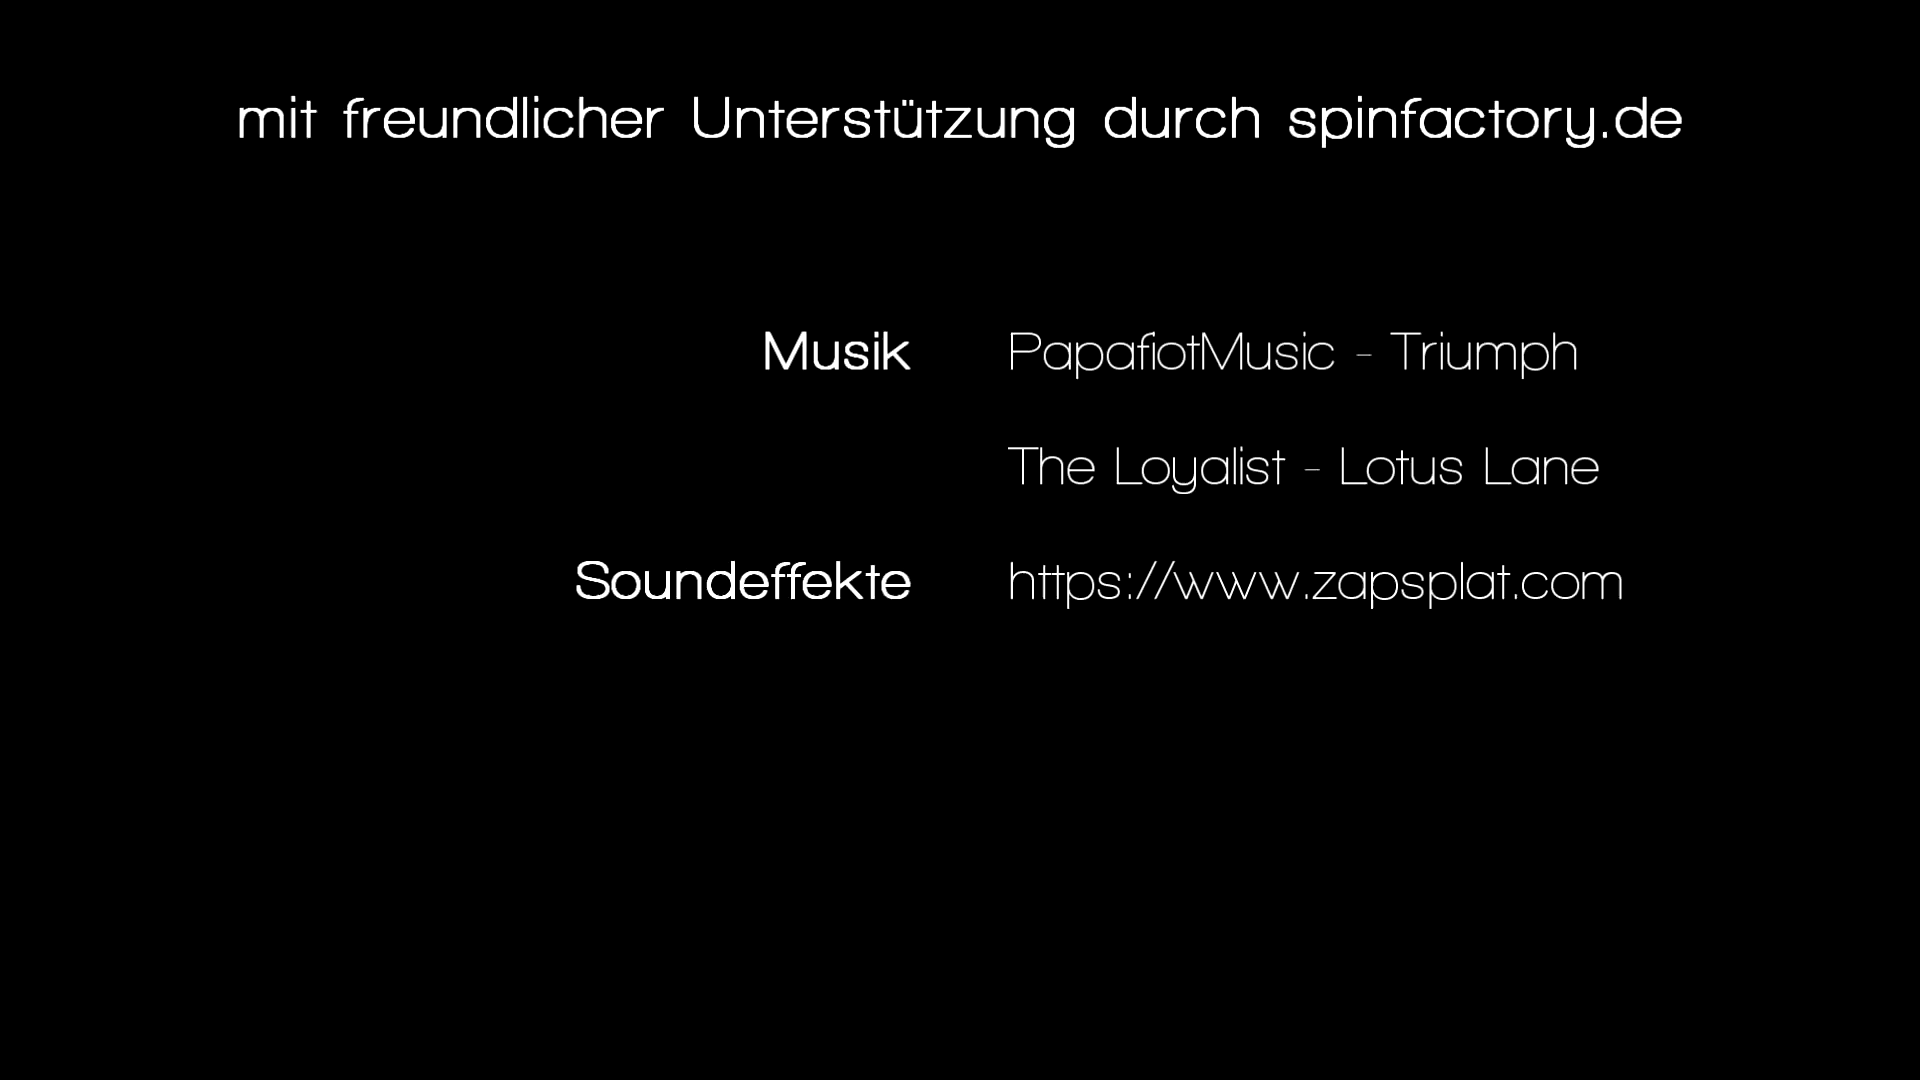 mit freundlicher Unterstützung durch spinfactory.de
Musik PapafiotMusic - Triumph
The Loyalist - Lotus Lane
Soundeffekte https://www.zapsplat.com